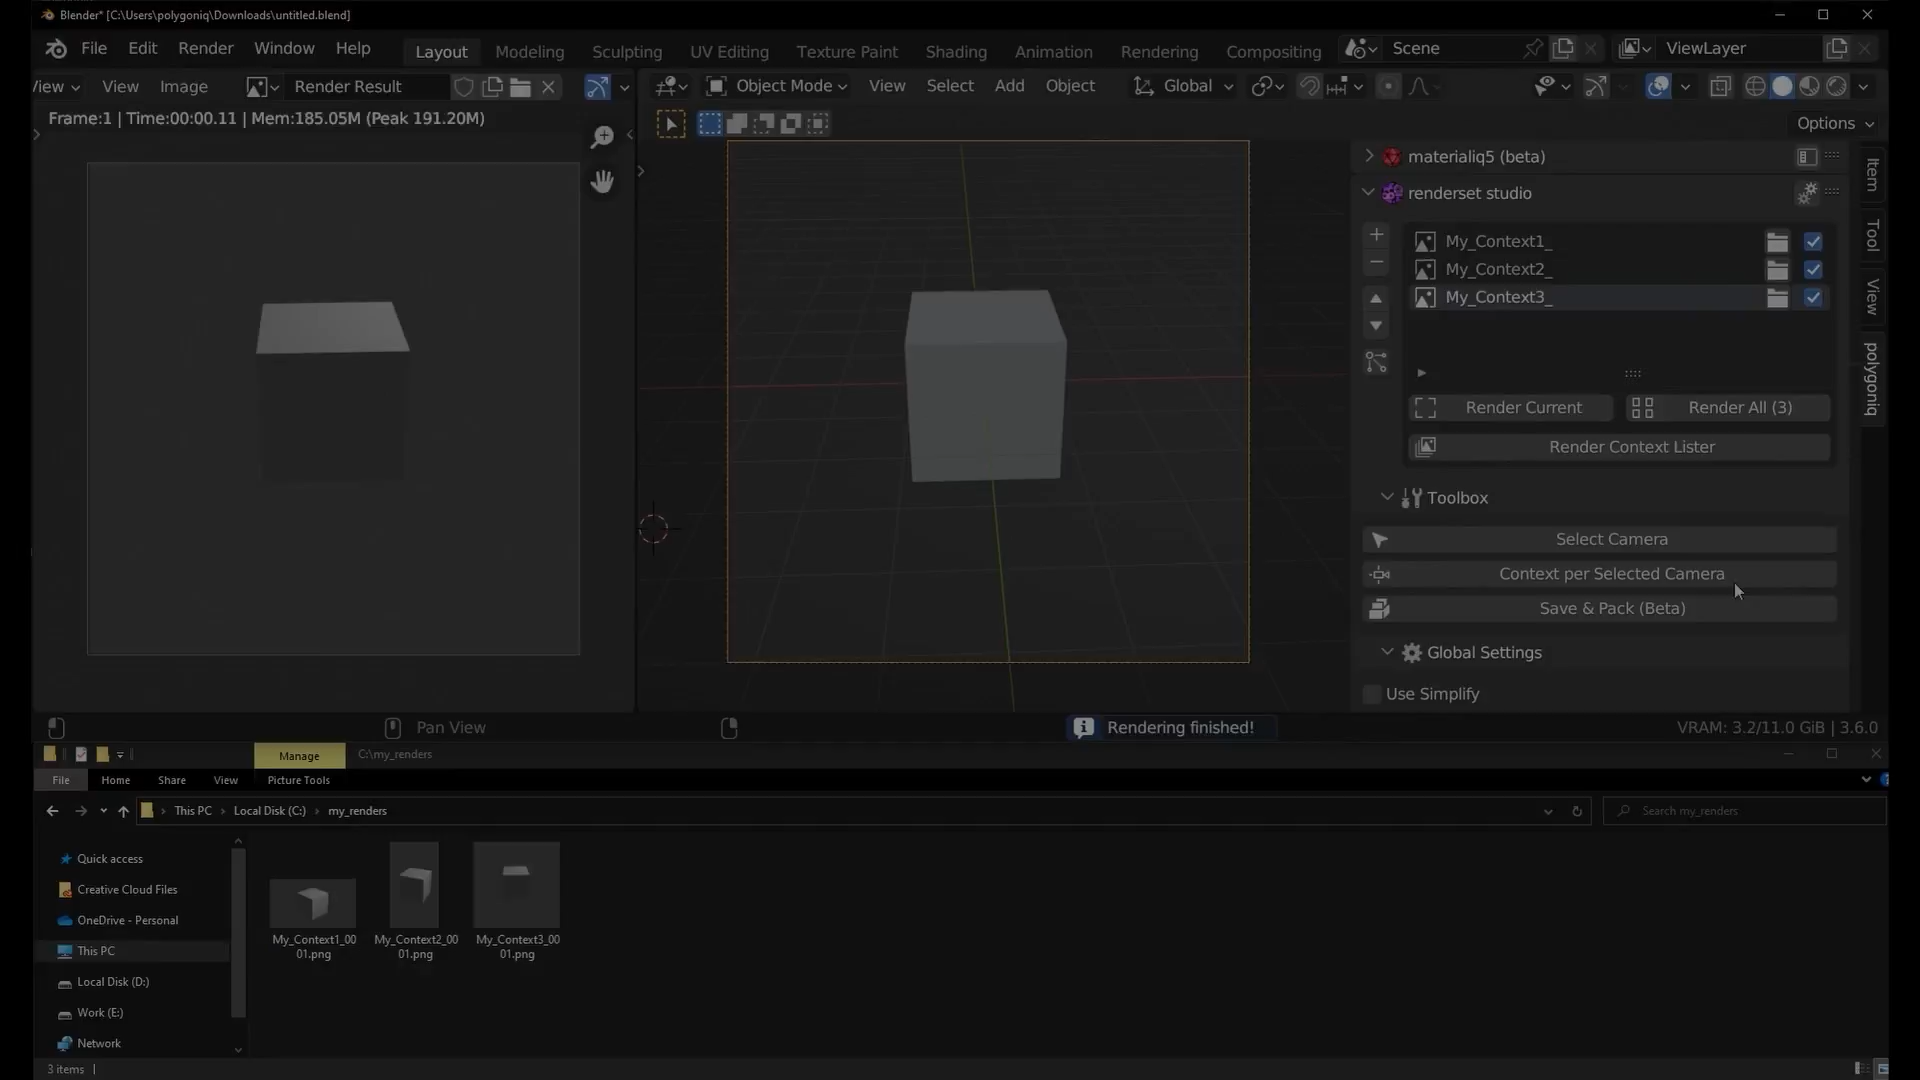 Blender* [C:\Users\polygoniq\Downloads\untitled.blend]
File Edit Render Window Help Layout Modeling Sculpting UV Editing Texture Paint Shading Animation Rendering Compositing Scene ViewLayer
View View Image Render Result Object Mode View Select Add Object Global
Frame:1 | Time:00:00.11 | Mem:185.05M (Peak 191.20M)
Options
materialiq5 (beta)
renderset studio
My_Context1_
My_Context2_
My_Context3_
Render Current Render All (3)
Render Context Lister
Toolbox
Select Camera
Context per Selected Camera
Save & Pack (Beta)
Global Settings
Use Simplify
Item
Tool
View
polygoniq
Pan View Rendering finished! VRAM: 3.2/11.0 GiB | 3.6.0
Manage C:\my_renders
File Home Share View Picture Tools
This PC Local Disk (C:) my_renders Search my_renders
Quick access
Creative Cloud Files
OneDrive - Personal
This PC
Local Disk (D:)
Work (E:)
Network
My_Context1_00
01.png
My_Context2_00
01.png
My_Context3_00
01.png
3 items